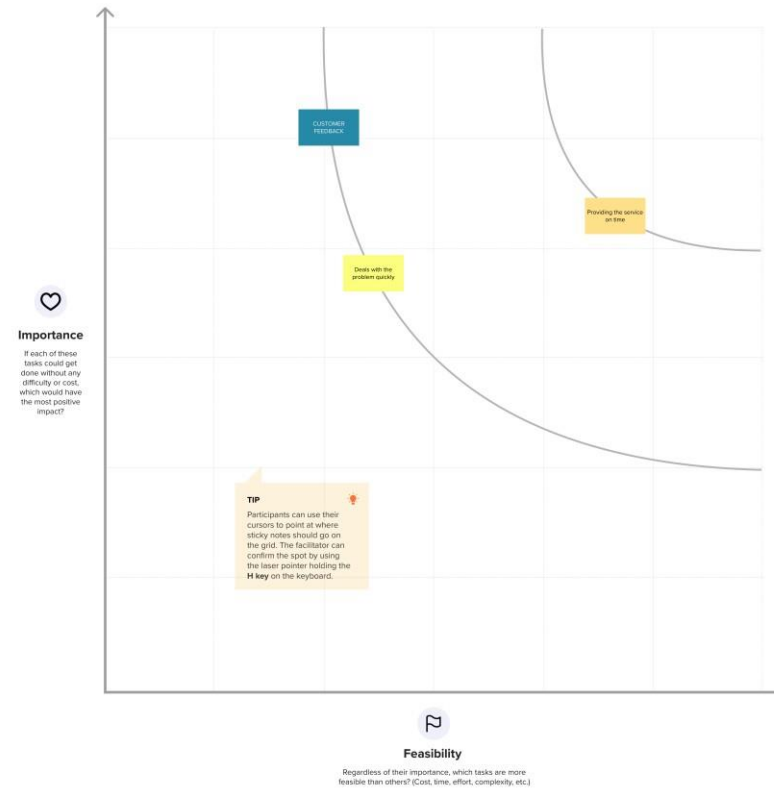 CUSTOMER
FEEDBACK
Providing the service
on time
Deals with the
problem quickly
Importance
If each of these
tasks could get
done without any
difficulty or cost,
which would have
the most positive
impact?
TIP
Participants can use their
cursors to point at where
sticky notes should go on
the grid. The facilitator can
confirm the spot by using
the laser pointer holding the
H key on the keyboard.
Feasibility
Regardless of their importance, which tasks are more
feasible than others? (Cost, time, effort, complexity, etc.)